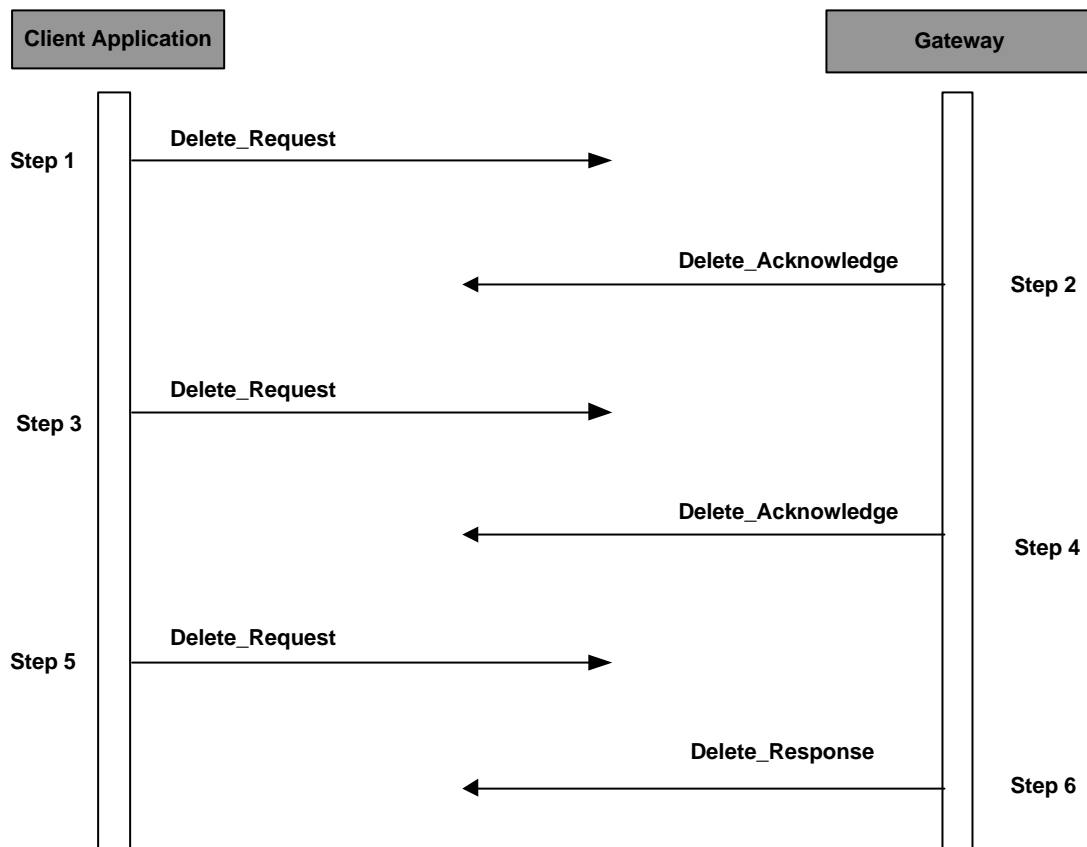 Client Application
Gateway
Delete_Request
Step 1
Delete_Acknowledge
Step 2
Delete_Request
Step 3
Delete_Acknowledge
Step 4
Delete_Request
Step 5
Delete_Response
Step 6